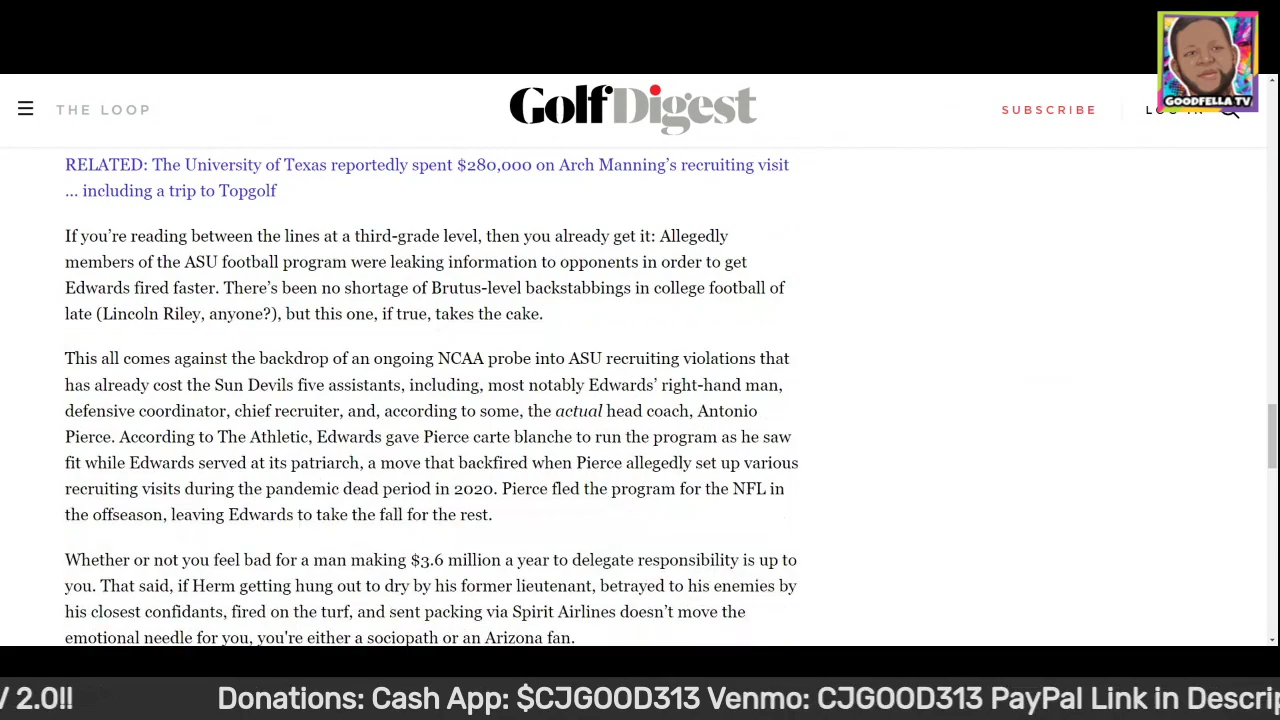 GOODFELLA TV
THE LOOP
GolfDigest
SUBSCRIBE
LOG IN
RELATED: The University of Texas reportedly spent $280,000 on Arch Manning’s recruiting visit
... including a trip to Topgolf
If you’re reading between the lines at a third-grade level, then you already get it: Allegedly
members of the ASU football program were leaking information to opponents in order to get
Edwards fired faster. There’s been no shortage of Brutus-level backstabbings in college football of
late (Lincoln Riley, anyone?), but this one, if true, takes the cake.
This all comes against the backdrop of an ongoing NCAA probe into ASU recruiting violations that
has already cost the Sun Devils five assistants, including, most notably Edwards’ right-hand man,
defensive coordinator, chief recruiter, and, according to some, the actual head coach, Antonio
Pierce. According to The Athletic, Edwards gave Pierce carte blanche to run the program as he saw
fit while Edwards served at its patriarch, a move that backfired when Pierce allegedly set up various
recruiting visits during the pandemic dead period in 2020. Pierce fled the program for the NFL in
the offseason, leaving Edwards to take the fall for the rest.
Whether or not you feel bad for a man making $3.6 million a year to delegate responsibility is up to
you. That said, if Herm getting hung out to dry by his former lieutenant, betrayed to his enemies by
his closest confidants, fired on the turf, and sent packing via Spirit Airlines doesn’t move the
emotional needle for you, you're either a sociopath or an Arizona fan.
V 2.0!! Donations: Cash App: $CJGOOD313 Venmo: CJGOOD313 PayPal Link in Descrip